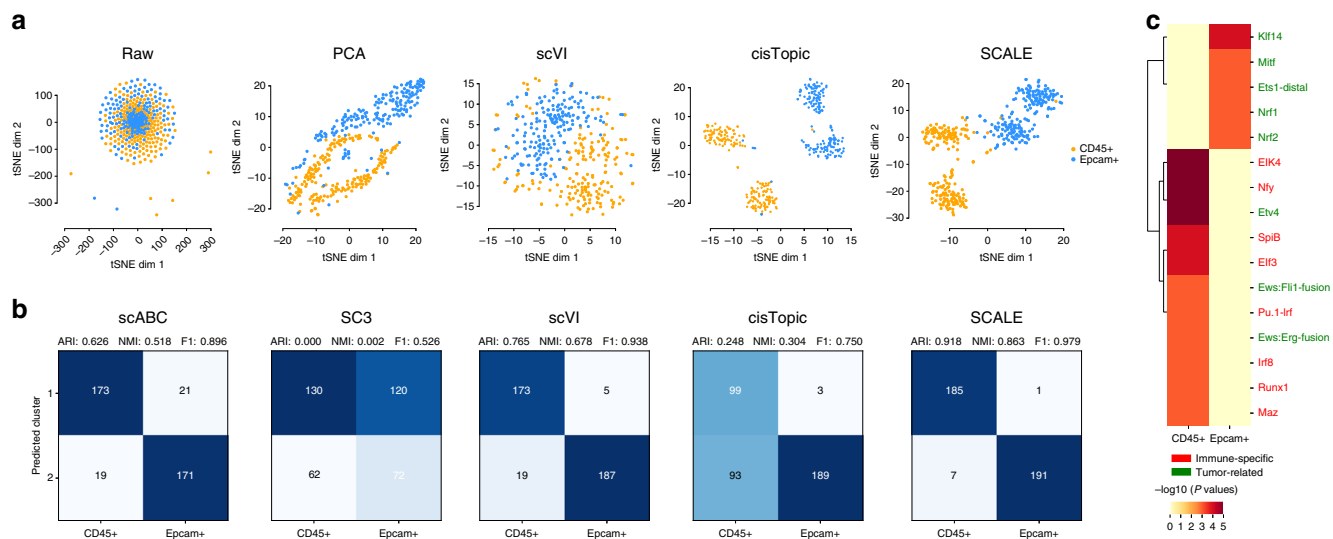 a
Raw
PCA
scVI
cisTopic
SCALE
tSNE dim 2
100
0
−100
−200
−300
−300
−200
−100
0
100
200
300
tSNE dim 1
tSNE dim 2
20
10
0
−10
−20
−20
−10
0
10
20
tSNE dim 1
tSNE dim 2
15
10
5
0
−5
−10
−15
−10
−5
0
5
10
tSNE dim 1
tSNE dim 2
20
10
0
−10
−20
−15
−10
−5
0
5
10
15
tSNE dim 1
tSNE dim 2
30
20
10
0
−10
−20
−30
−10
0
10
20
tSNE dim 1
CD45+
Epcam+
b
Predicted cluster
1
2
scABC
ARI: 0.626 NMI: 0.518 F1: 0.896
173 21
19 171
CD45+ Epcam+
SC3
ARI: 0.000 NMI: 0.002 F1: 0.526
130 120
62 72
CD45+ Epcam+
scVI
ARI: 0.765 NMI: 0.678 F1: 0.938
173 5
19 187
CD45+ Epcam+
cisTopic
ARI: 0.248 NMI: 0.304 F1: 0.750
99 3
93 189
CD45+ Epcam+
SCALE
ARI: 0.918 NMI: 0.863 F1: 0.979
185 1
7 191
CD45+ Epcam+
c
Klf14
Mitf
Ets1-distal
Nrf1
Nrf2
ElK4
Nfy
Etv4
SpiB
Elf3
Ews:Fli1-fusion
Pu.1-Irf
Ews:Erg-fusion
Irf8
Runx1
Maz
CD45+ Epcam+
Immune-specific
Tumor-related
−log10 (P values)
0 1 2 3 4 5